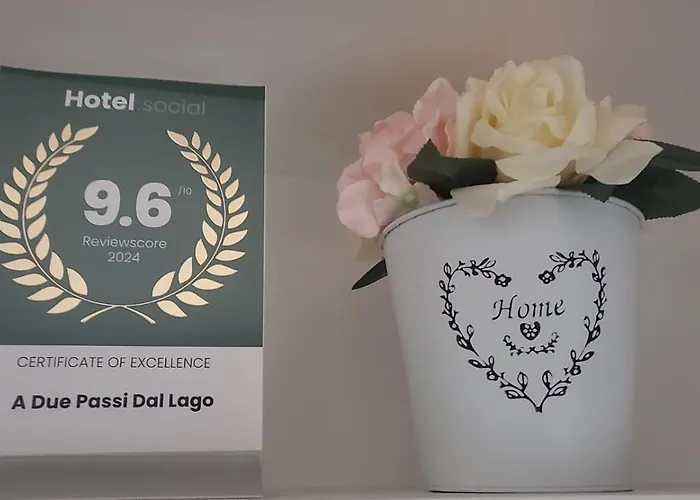 Hotel.social
9.6 /10
Reviewscore
2024
CERTIFICATE OF EXCELLENCE
A Due Passi Dal Lago
Home